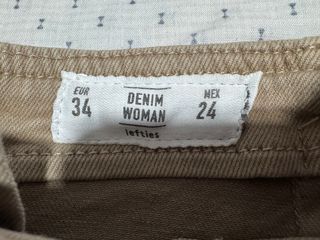 EUR
34
DENIM
WOMAN
lefties
MEX
24